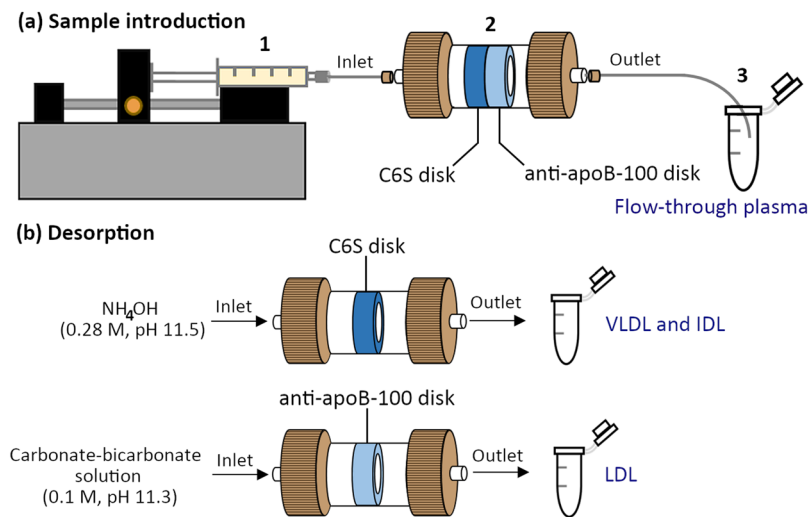 (a) Sample introduction
1
Inlet
2
Outlet
3
C6S disk
anti-apoB-100 disk
Flow-through plasma
(b) Desorption
C6S disk
NH4OH
(0.28 M, pH 11.5)
Inlet
Outlet
VLDL and IDL
anti-apoB-100 disk
Carbonate-bicarbonate
solution
(0.1 M, pH 11.3)
Inlet
Outlet
LDL